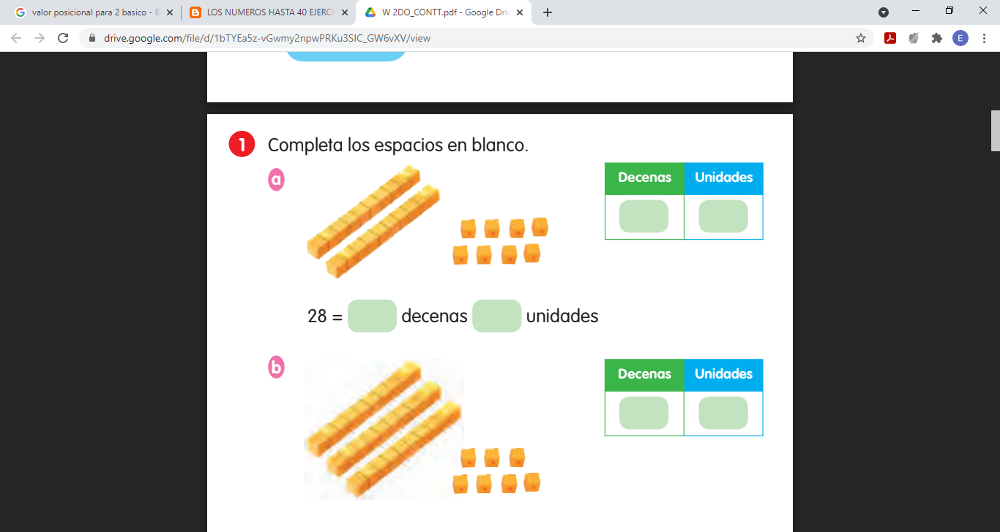 valor posicional para 2 basico - B
LOS NUMEROS HASTA 40 EJERCI
W 2DO_CONTT.pdf - Google Dri
drive.google.com/file/d/1bTYEa5z-vGwmy2npwPRKu3SIC_GW6vXV/view
E
1 Completa los espacios en blanco.
a
Decenas Unidades
28 = decenas unidades
b
Decenas Unidades